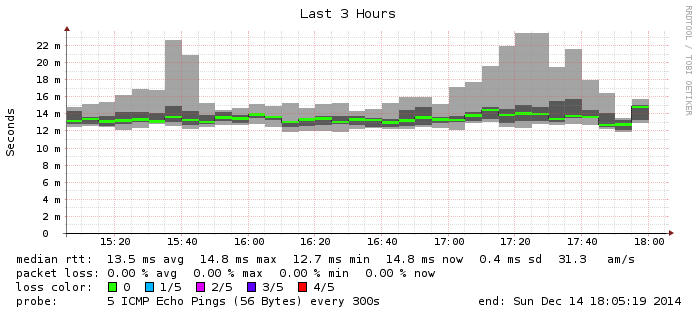 Last 3 Hours
RRDTOOL / TOBI OETIKER
Seconds
22 m
20 m
18 m
16 m
14 m
12 m
10 m
8 m
6 m
4 m
2 m
0
15:20 15:40 16:00 16:20 16:40 17:00 17:20 17:40 18:00
median rtt: 13.5 ms avg 14.8 ms max 12.7 ms min 14.8 ms now 0.4 ms sd 31.3 am/s
packet loss: 0.00 % avg 0.00 % max 0.00 % min 0.00 % now
loss color: 0 1/5 2/5 3/5 4/5
probe: 5 ICMP Echo Pings (56 Bytes) every 300s end: Sun Dec 14 18:05:19 2014